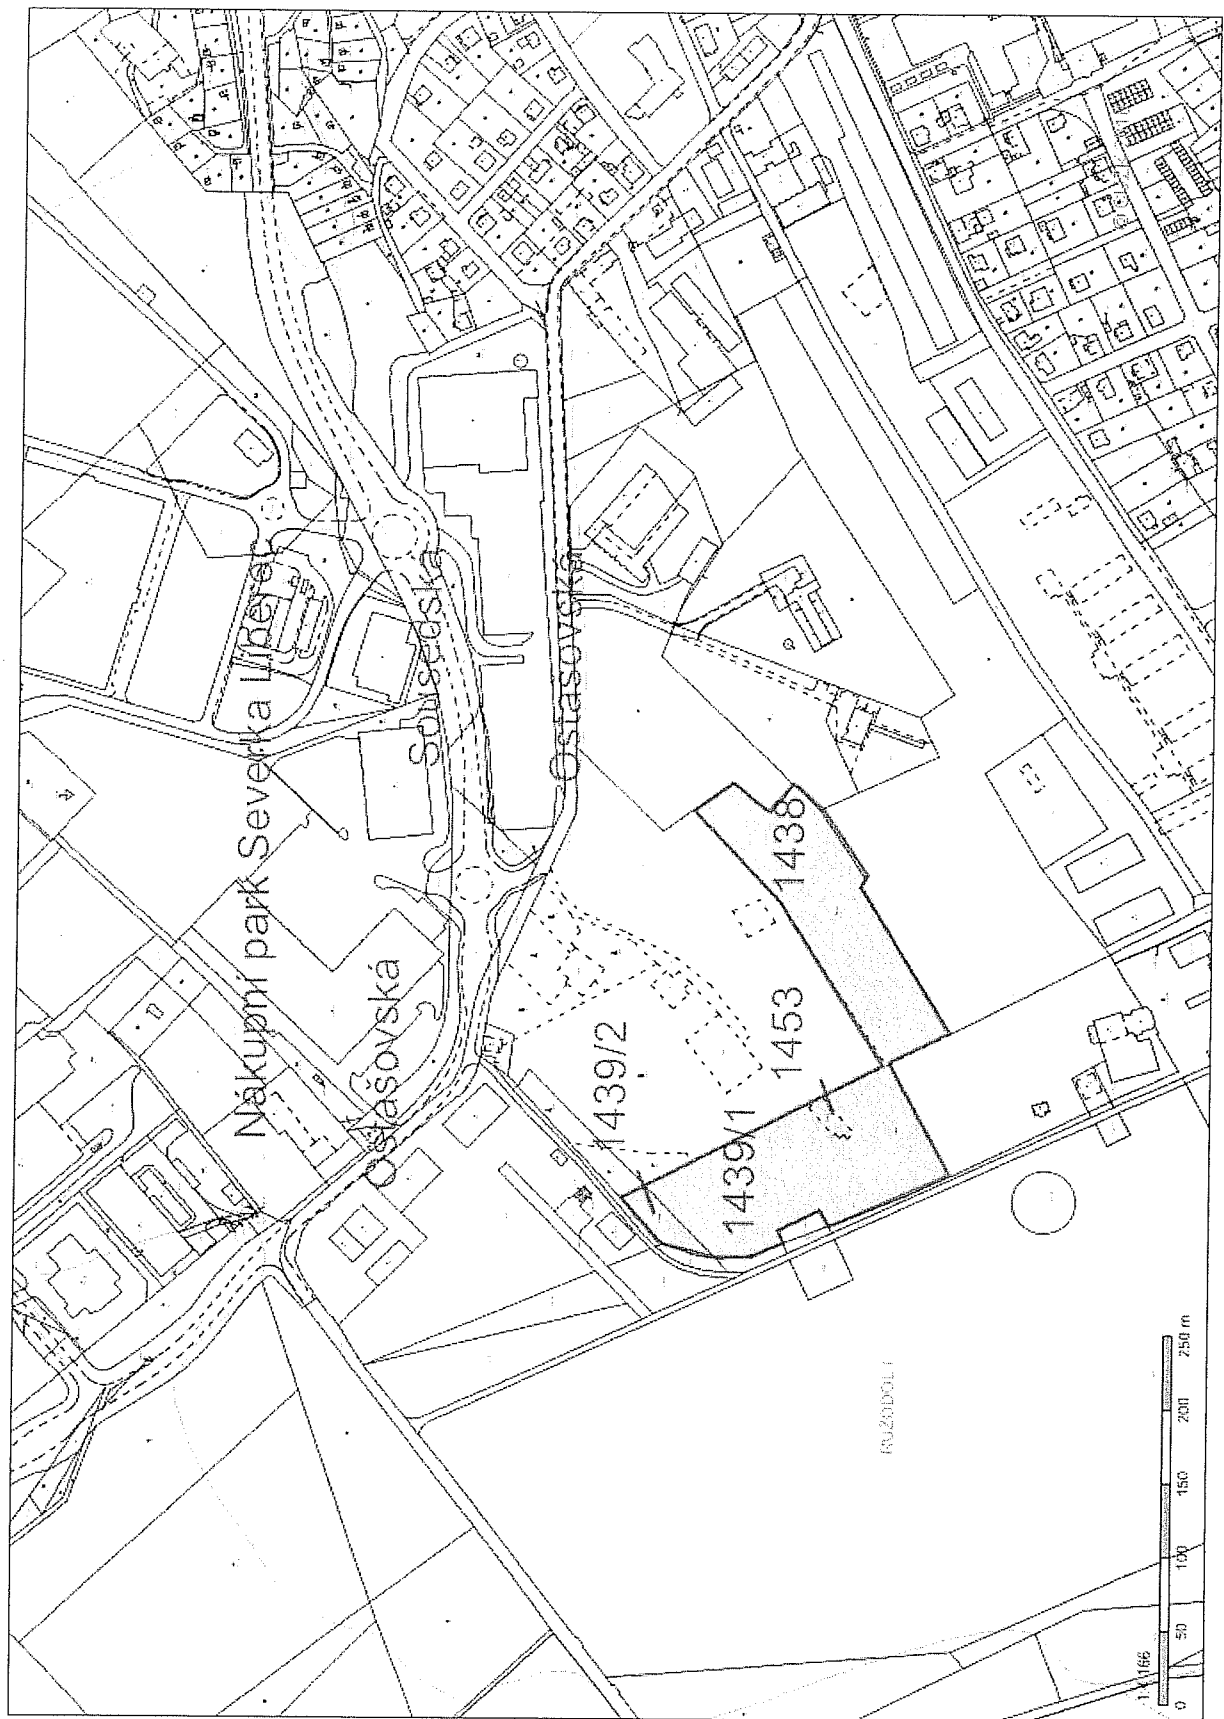 Nákupní park Severka Liberec
Ostašovská
Sousedská
Ostašovská
1439/2
1439/1
1453
1438
RŮŽODOL I
0 50 100 150 200 250 m